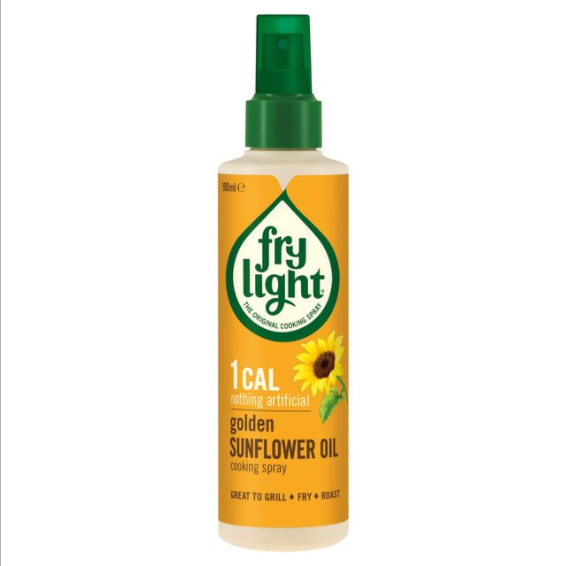 190ml e
fry
light®
THE ORIGINAL COOKING SPRAY
1 CAL
nothing artificial
golden
SUNFLOWER OIL
cooking spray
GREAT TO GRILL • FRY • ROAST